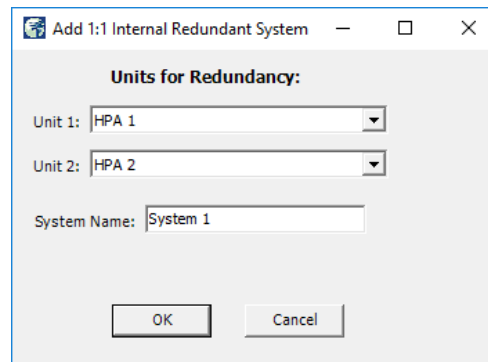 Add 1:1 Internal Redundant System
Units for Redundancy:
Unit 1: HPA 1
Unit 2: HPA 2
System Name: System 1
OK Cancel